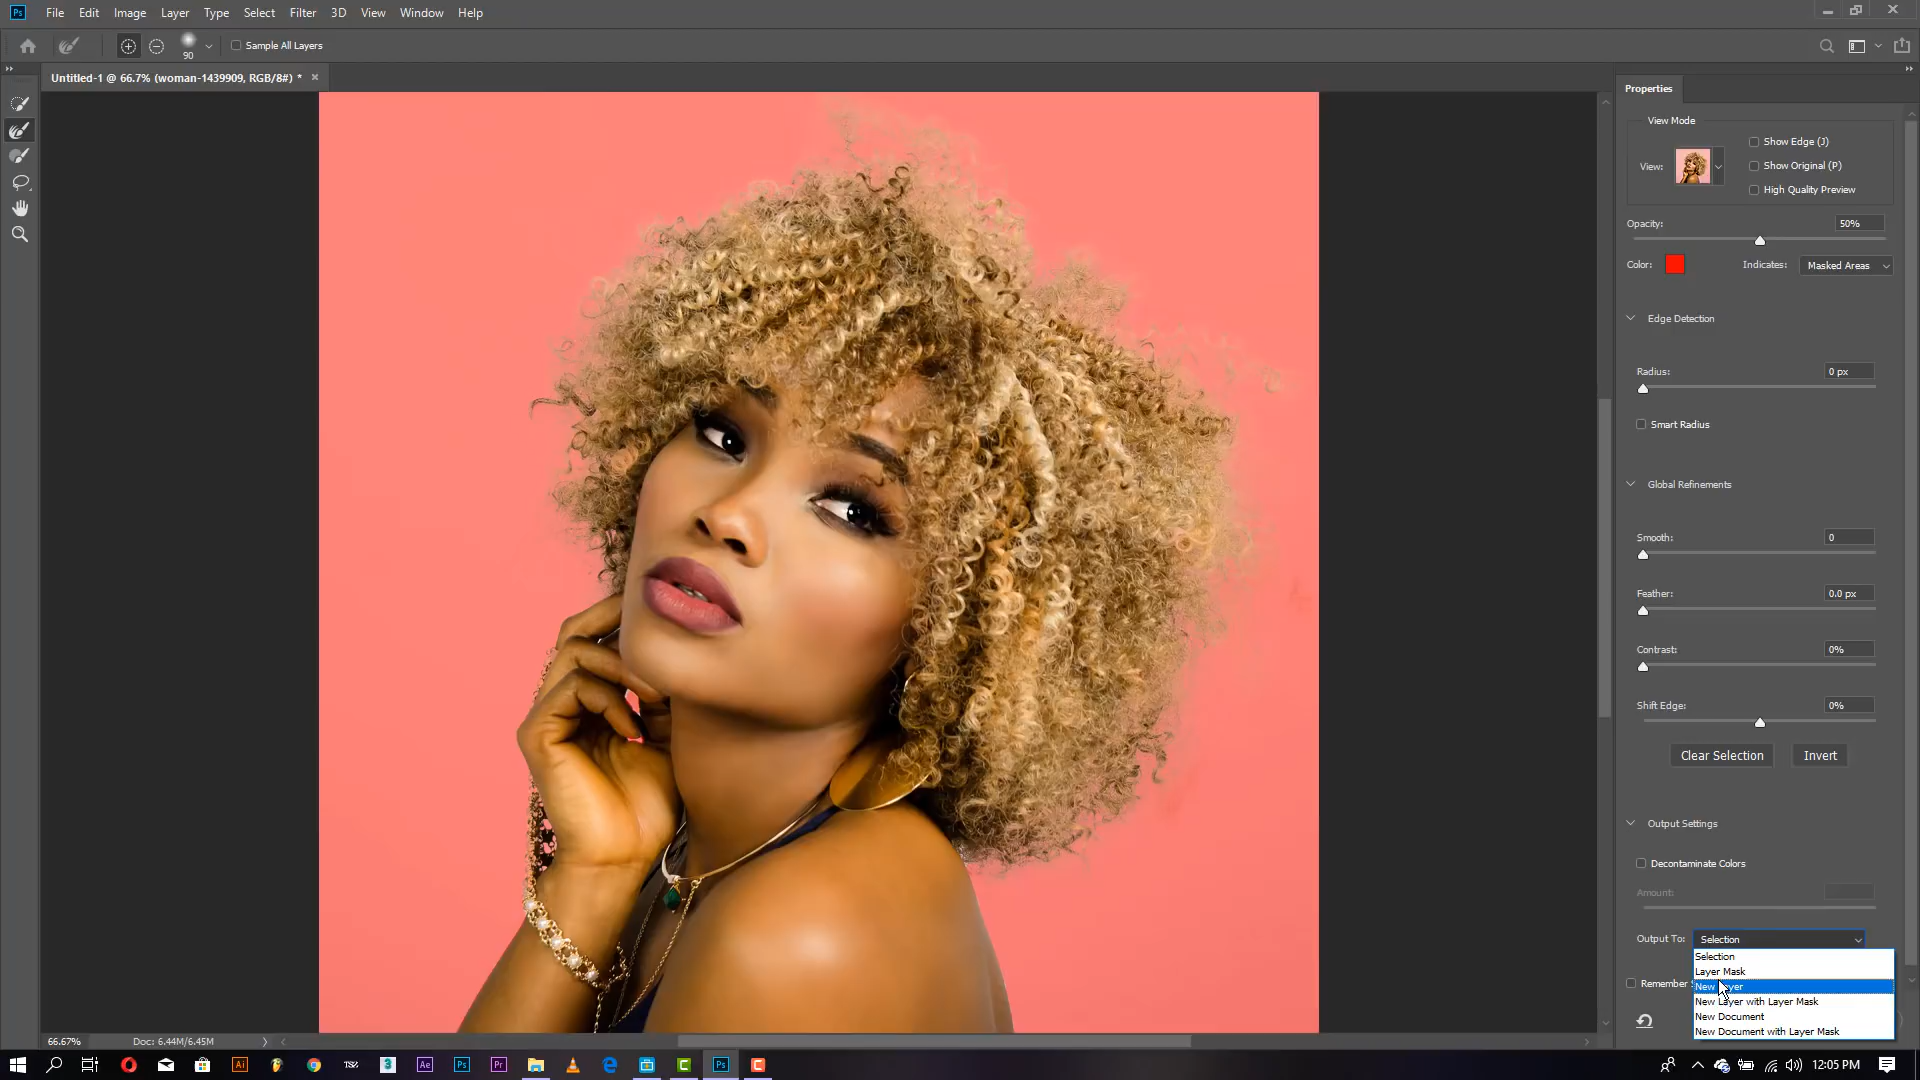 Ps File Edit Image Layer Type Select Filter 3D View Window Help
90 Sample All Layers
Untitled-1 @ 66.7% (woman-1439909, RGB/8#) *
Properties
View Mode
Show Edge (J)
View:
Show Original (P)
High Quality Preview
Opacity: 50%
Color: Indicates: Masked Areas
Edge Detection
Radius: 0 px
Smart Radius
Global Refinements
Smooth: 0
Feather: 0.0 px
Contrast: 0%
Shift Edge: 0%
Clear Selection Invert
Output Settings
Decontaminate Colors
Amount:
Output To: Selection
Selection
Layer Mask
Remember S
New Layer
New Layer with Layer Mask
New Document
New Document with Layer Mask
66.67% Doc: 6.44M/6.45M
Ai Ae Ps Pr Ps 12:05 PM